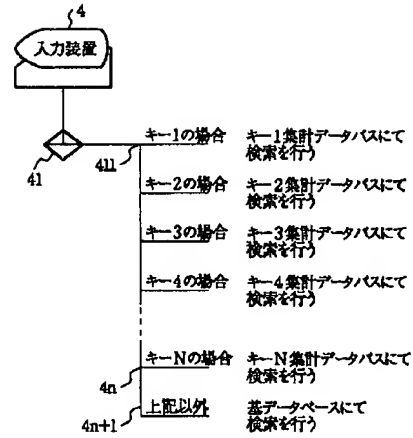 4
入力装置
41
411
キー1の場合 キー1集計データバスにて
検索を行う
キー2の場合 キー2集計データバスにて
検索を行う
キー3の場合 キー3集計データバスにて
検索を行う
キー4の場合 キー4集計データバスにて
検索を行う
キーNの場合 キーN集計データバスにて
検索を行う
4n
上記以外 基データベースにて
検索を行う
4n+1